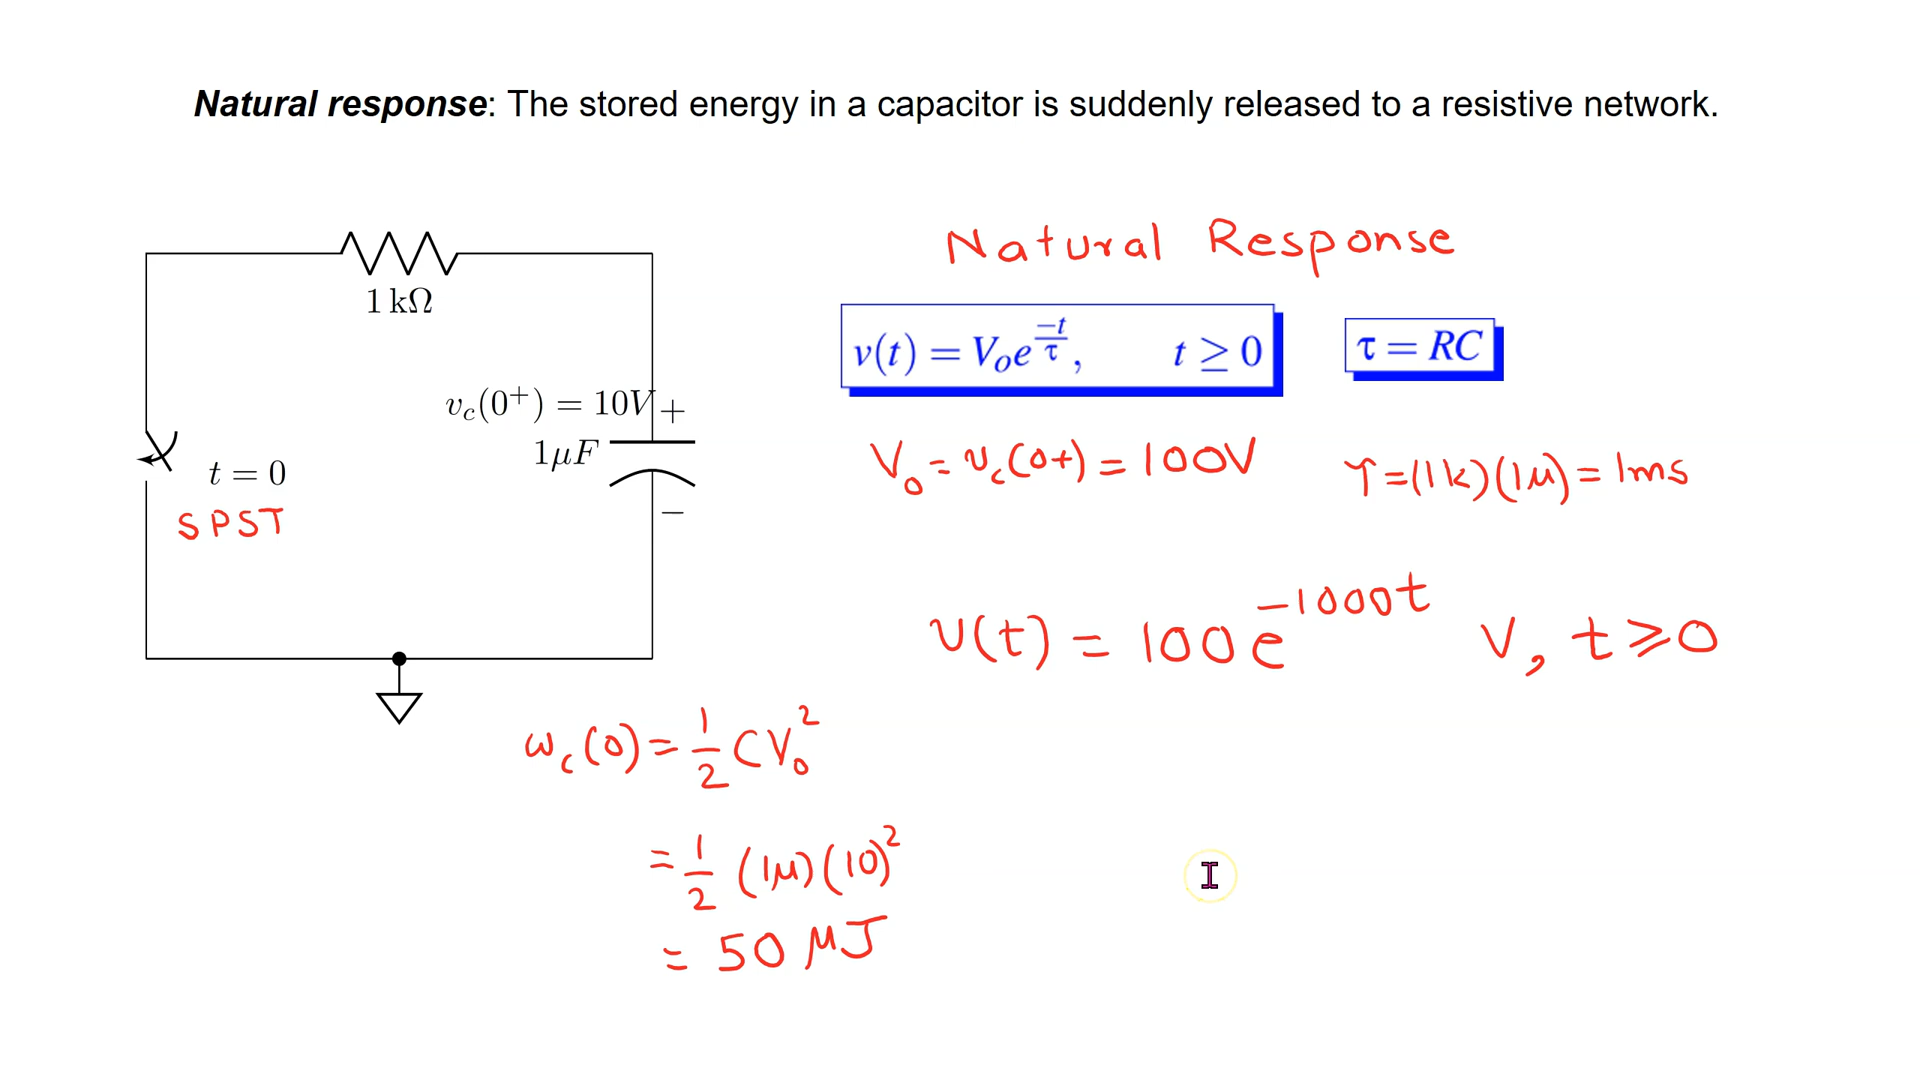 Natural response: The stored energy in a capacitor is suddenly released to a resistive network.
Natural Response
1 kΩ
v(t) = V₀e^(−t/τ), t ≥ 0
τ = RC
v_c(0⁺) = 10V +
1μF
t = 0
−
SPST
V₀ = v_c(0+) = 100V
τ = (1k)(1μ) = 1ms
v(t) = 100e^(−1000t) V, t ≥ 0
w_c(0) = 1/2 CV₀²
= 1/2 (1μ)(10)²
= 50 μJ